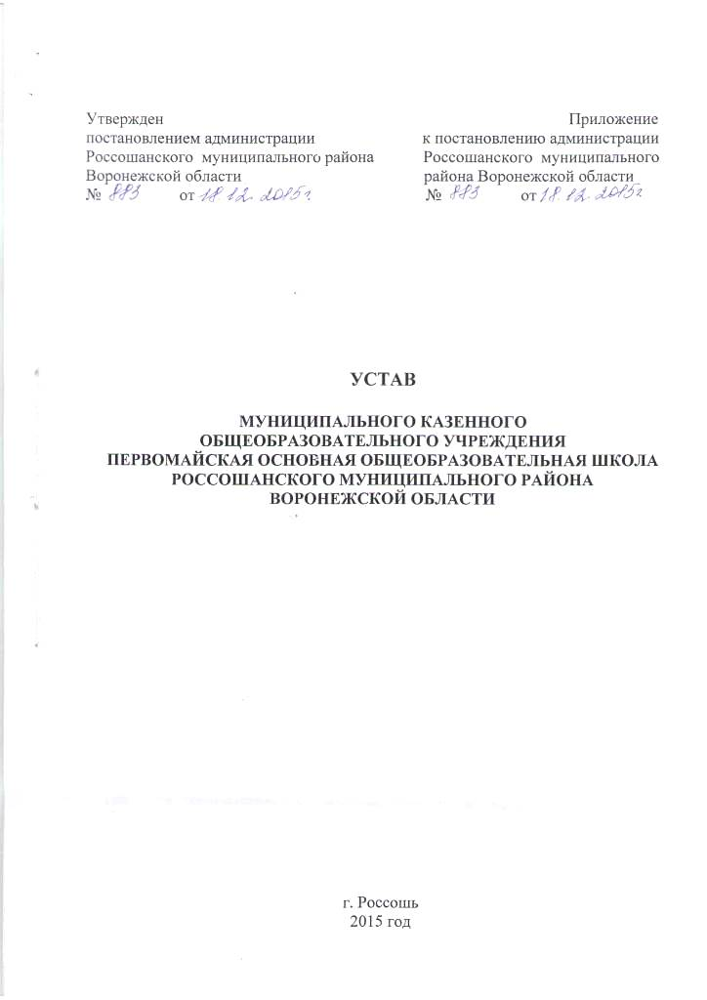 Утвержден
постановлением администрации
Россошанского муниципального района
Воронежской области
№ 883 от 18.12.2015г.
Приложение
к постановлению администрации
Россошанского муниципального
района Воронежской области
№ 883 от 18.12.2015г
УСТАВ
МУНИЦИПАЛЬНОГО КАЗЕННОГО
ОБЩЕОБРАЗОВАТЕЛЬНОГО УЧРЕЖДЕНИЯ
ПЕРВОМАЙСКАЯ ОСНОВНАЯ ОБЩЕОБРАЗОВАТЕЛЬНАЯ ШКОЛА
РОССОШАНСКОГО МУНИЦИПАЛЬНОГО РАЙОНА
ВОРОНЕЖСКОЙ ОБЛАСТИ
г. Россошь
2015 год